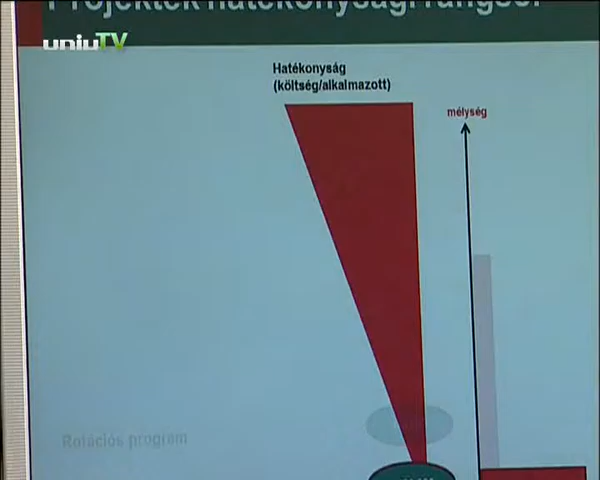 Projektek hatékonysági rangsor
uniuTV
Hatékonyság
(költség/alkalmazott)
mélység
Rotációs program